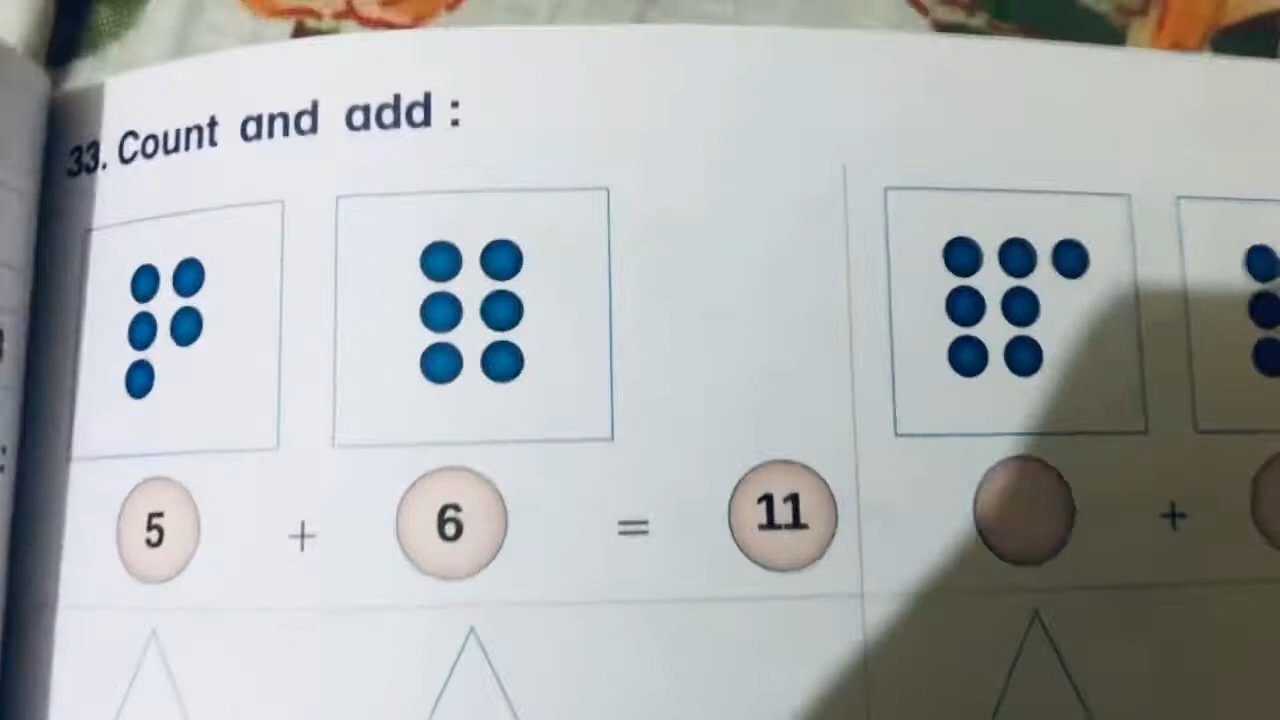 33. Count and add :
5 + 6 = 11 +